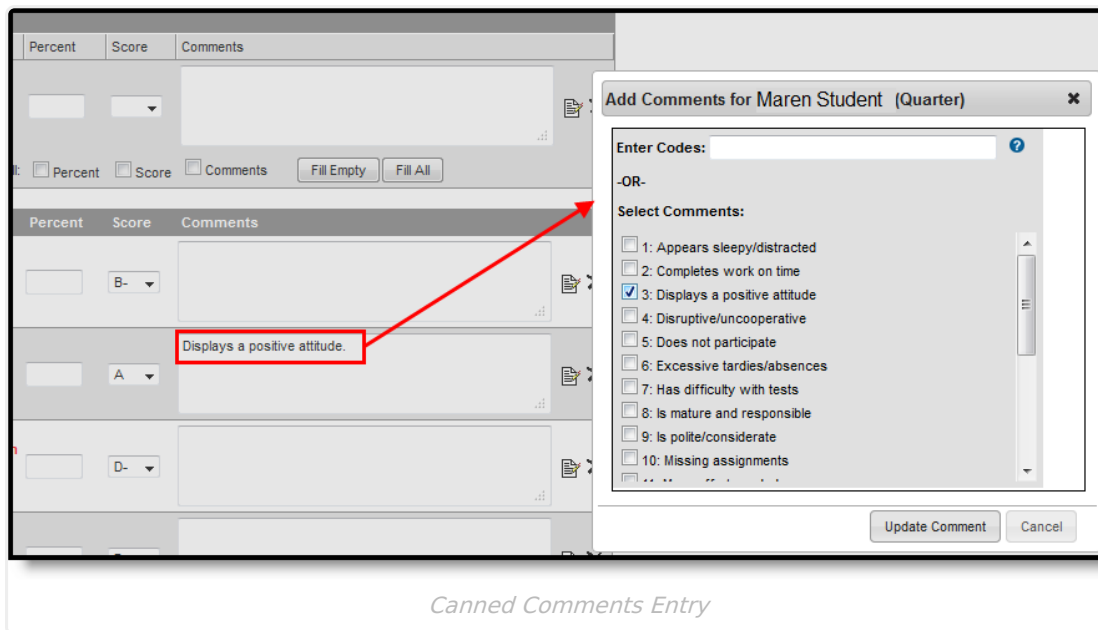 Percent Score Comments
Percent Score Comments Fill Empty Fill All
Percent Score Comments
B-
Displays a positive attitude.
A
D-
Add Comments for Maren Student (Quarter)
Enter Codes:
-OR-
Select Comments:
1: Appears sleepy/distracted
2: Completes work on time
3: Displays a positive attitude
4: Disruptive/uncooperative
5: Does not participate
6: Excessive tardies/absences
7: Has difficulty with tests
8: Is mature and responsible
9: Is polite/considerate
10: Missing assignments
Update Comment Cancel
Canned Comments Entry